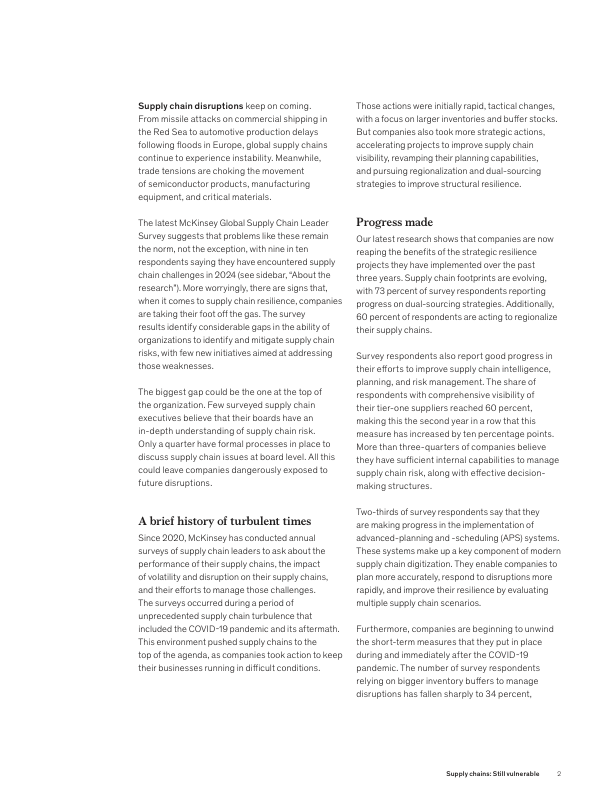 Supply chain disruptions keep on coming.
From missile attacks on commercial shipping in
the Red Sea to automotive production delays
following floods in Europe, global supply chains
continue to experience instability. Meanwhile,
trade tensions are choking the movement
of semiconductor products, manufacturing
equipment, and critical materials.
The latest McKinsey Global Supply Chain Leader
Survey suggests that problems like these remain
the norm, not the exception, with nine in ten
respondents saying they have encountered supply
chain challenges in 2024 (see sidebar, “About the
research”). More worryingly, there are signs that,
when it comes to supply chain resilience, companies
are taking their foot off the gas. The survey
results identify considerable gaps in the ability of
organizations to identify and mitigate supply chain
risks, with few new initiatives aimed at addressing
those weaknesses.
The biggest gap could be the one at the top of
the organization. Few surveyed supply chain
executives believe that their boards have an
in-depth understanding of supply chain risk.
Only a quarter have formal processes in place to
discuss supply chain issues at board level. All this
could leave companies dangerously exposed to
future disruptions.
A brief history of turbulent times
Since 2020, McKinsey has conducted annual
surveys of supply chain leaders to ask about the
performance of their supply chains, the impact
of volatility and disruption on their supply chains,
and their efforts to manage those challenges.
The surveys occurred during a period of
unprecedented supply chain turbulence that
included the COVID-19 pandemic and its aftermath.
This environment pushed supply chains to the
top of the agenda, as companies took action to keep
their businesses running in difficult conditions.
Those actions were initially rapid, tactical changes,
with a focus on larger inventories and buffer stocks.
But companies also took more strategic actions,
accelerating projects to improve supply chain
visibility, revamping their planning capabilities,
and pursuing regionalization and dual-sourcing
strategies to improve structural resilience.
Progress made
Our latest research shows that companies are now
reaping the benefits of the strategic resilience
projects they have implemented over the past
three years. Supply chain footprints are evolving,
with 73 percent of survey respondents reporting
progress on dual-sourcing strategies. Additionally,
60 percent of respondents are acting to regionalize
their supply chains.
Survey respondents also report good progress in
their efforts to improve supply chain intelligence,
planning, and risk management. The share of
respondents with comprehensive visibility of
their tier-one suppliers reached 60 percent,
making this the second year in a row that this
measure has increased by ten percentage points.
More than three-quarters of companies believe
they have sufficient internal capabilities to manage
supply chain risk, along with effective decision-
making structures.
Two-thirds of survey respondents say that they
are making progress in the implementation of
advanced-planning and -scheduling (APS) systems.
These systems make up a key component of modern
supply chain digitization. They enable companies to
plan more accurately, respond to disruptions more
rapidly, and improve their resilience by evaluating
multiple supply chain scenarios.
Furthermore, companies are beginning to unwind
the short-term measures that they put in place
during and immediately after the COVID-19
pandemic. The number of survey respondents
relying on bigger inventory buffers to manage
disruptions has fallen sharply to 34 percent,
Supply chains: Still vulnerable 2